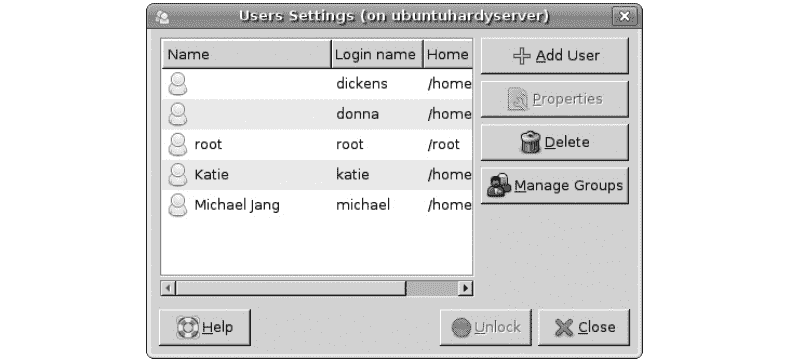 Users Settings (on ubuntuhardyserver)
Name Login name Home
dickens /home
donna /home
root root /root
Katie katie /home
Michael Jang michael /home
Add User
Properties
Delete
Manage Groups
Help Unlock Close